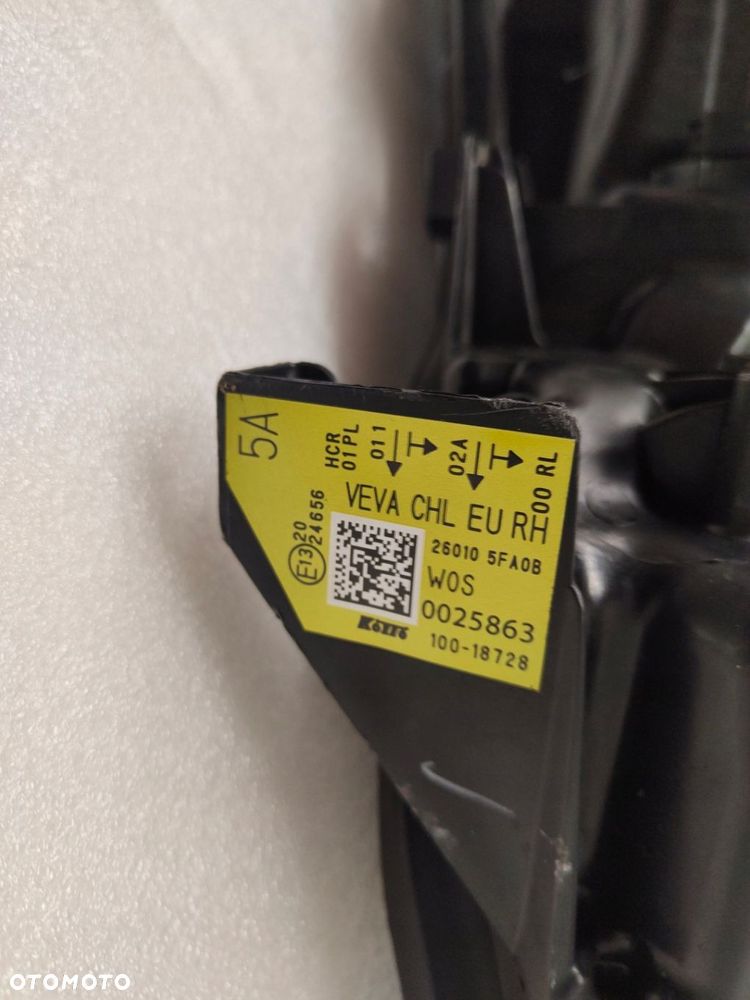 5A
HCR
01PL
011
02A
00 RL
VEVA CHL EU RH
E13
20
24656
26010 5FA0B
W0S
0025863
Koito
100-18728
OTOMOTO